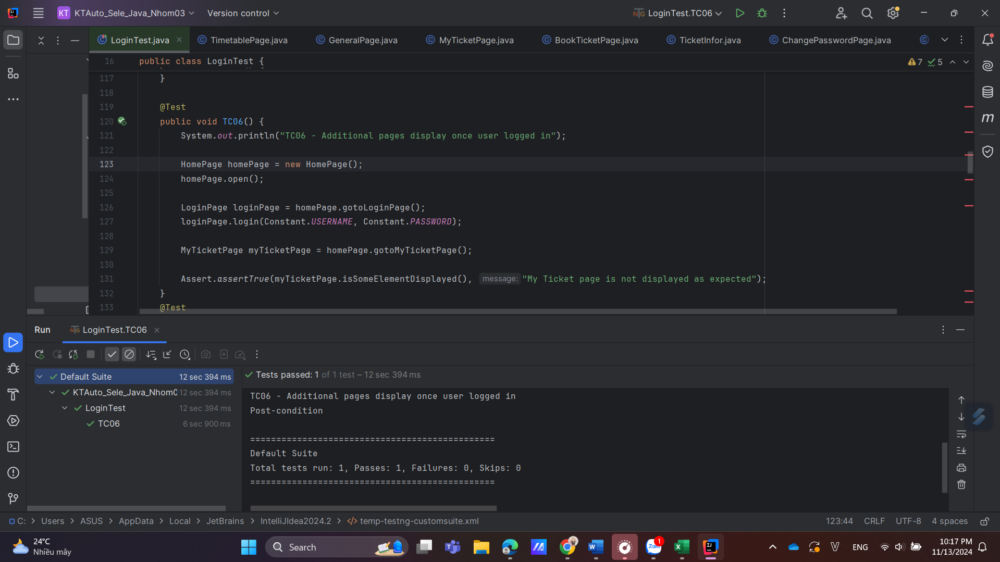 KT KTAuto_Sele_Java_Nhom03 Version control LoginTest.TC06
LoginTest.java TimetablePage.java GeneralPage.java MyTicketPage.java BookTicketPage.java TicketInfor.java ChangePasswordPage.java
16 public class LoginTest { 7 5
117 }
118
119 @Test
120 public void TC06() {
121 System.out.println("TC06 - Additional pages display once user logged in");
122
123 HomePage homePage = new HomePage();
124 homePage.open();
125
126 LoginPage loginPage = homePage.gotoLoginPage();
127 loginPage.login(Constant.USERNAME, Constant.PASSWORD);
128
129 MyTicketPage myTicketPage = homePage.gotoMyTicketPage();
130
131 Assert.assertTrue(myTicketPage.isSomeElementDisplayed(), message: "My Ticket page is not displayed as expected");
132 }
133 @Test
Run LoginTest.TC06
Default Suite 12 sec 394 ms
KTAuto_Sele_Java_Nhom0 12 sec 394 ms
LoginTest 12 sec 394 ms
TC06 6 sec 900 ms
Tests passed: 1 of 1 test – 12 sec 394 ms
TC06 - Additional pages display once user logged in
Post-condition
===============================================
Default Suite
Total tests run: 1, Passes: 1, Failures: 0, Skips: 0
===============================================
C: > Users > ASUS > AppData > Local > JetBrains > IntelliJIdea2024.2 > </> temp-testng-customsuite.xml 123:44 CRLF UTF-8 4 spaces
24°C
Nhiều mây
Search
Zalo
1
ENG
10:17 PM
11/13/2024